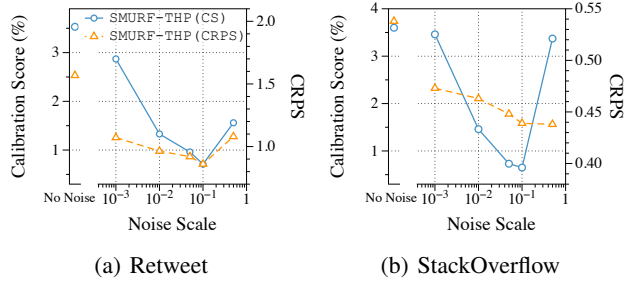 SMURF-THP(CS)
SMURF-THP(CRPS)
Calibration Score (%)
3
2
1
2.0
1.5
1.0
CRPS
No Noise 10⁻³ 10⁻² 10⁻¹ 1
Noise Scale
(a) Retweet
Calibration Score (%)
4
3
2
1
0.55
0.50
0.45
0.40
CRPS
No Noise 10⁻³ 10⁻² 10⁻¹ 1
Noise Scale
(b) StackOverflow